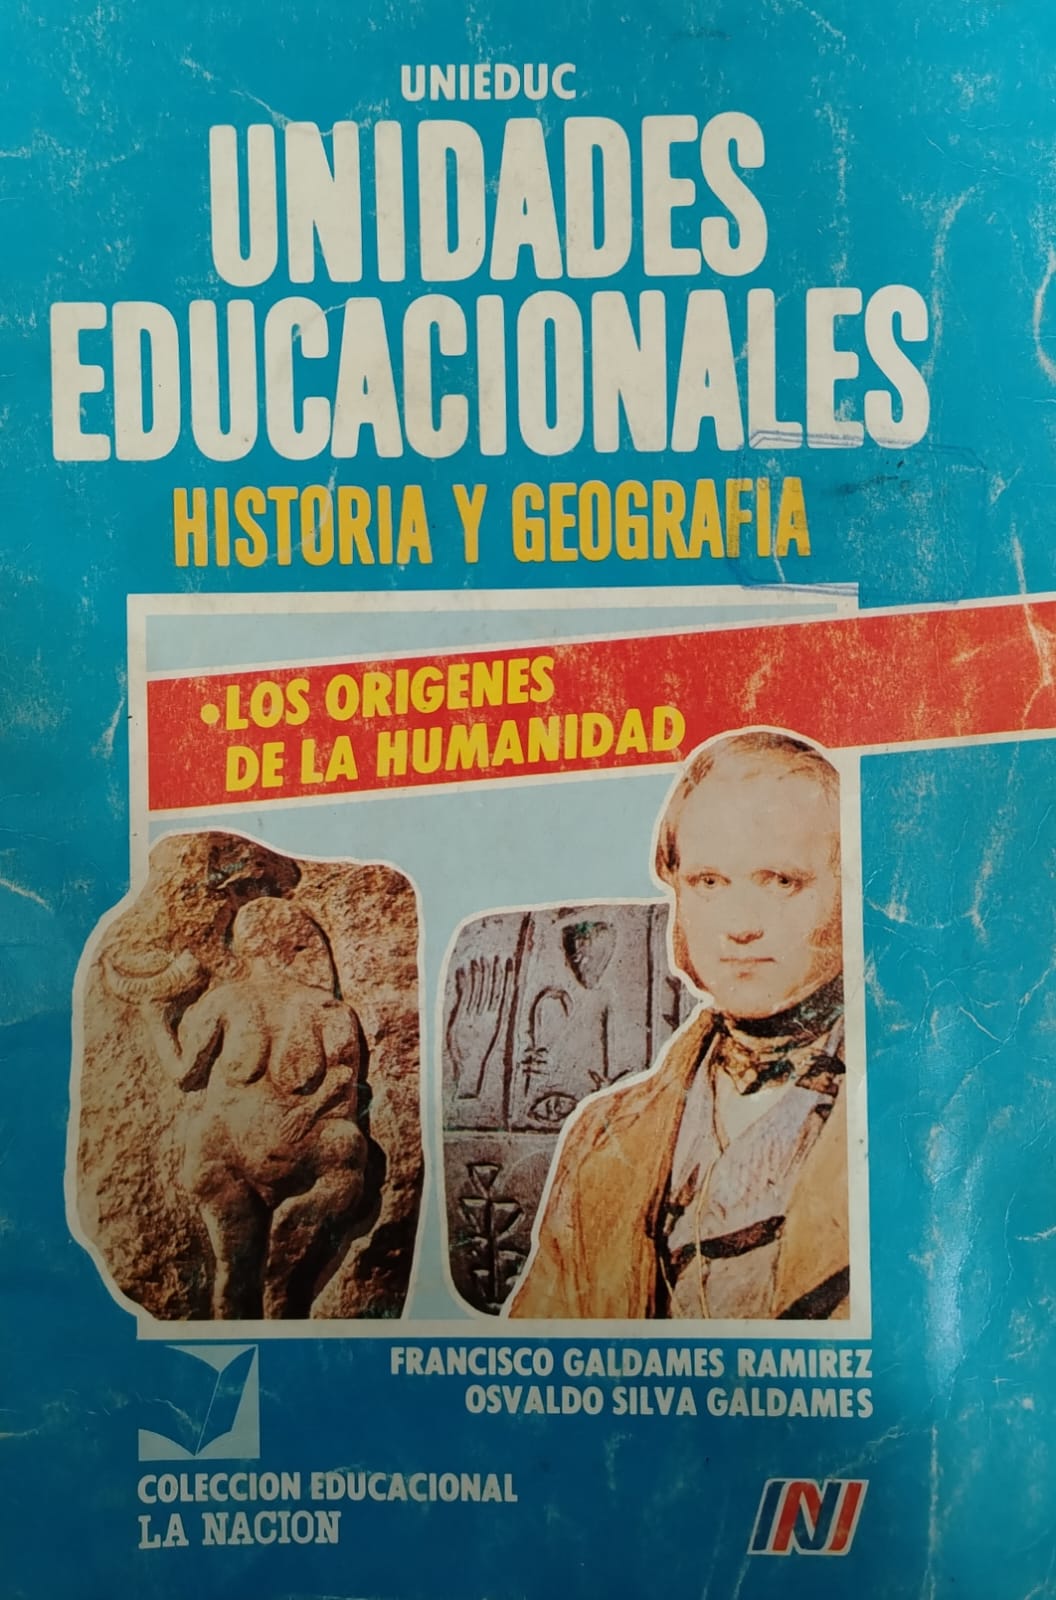 UNIEDUC
UNIDADES
EDUCACIONALES
HISTORIA Y GEOGRAFIA
•LOS ORIGENES
DE LA HUMANIDAD
FRANCISCO GALDAMES RAMIREZ
OSVALDO SILVA GALDAMES
COLECCION EDUCACIONAL
LA NACION